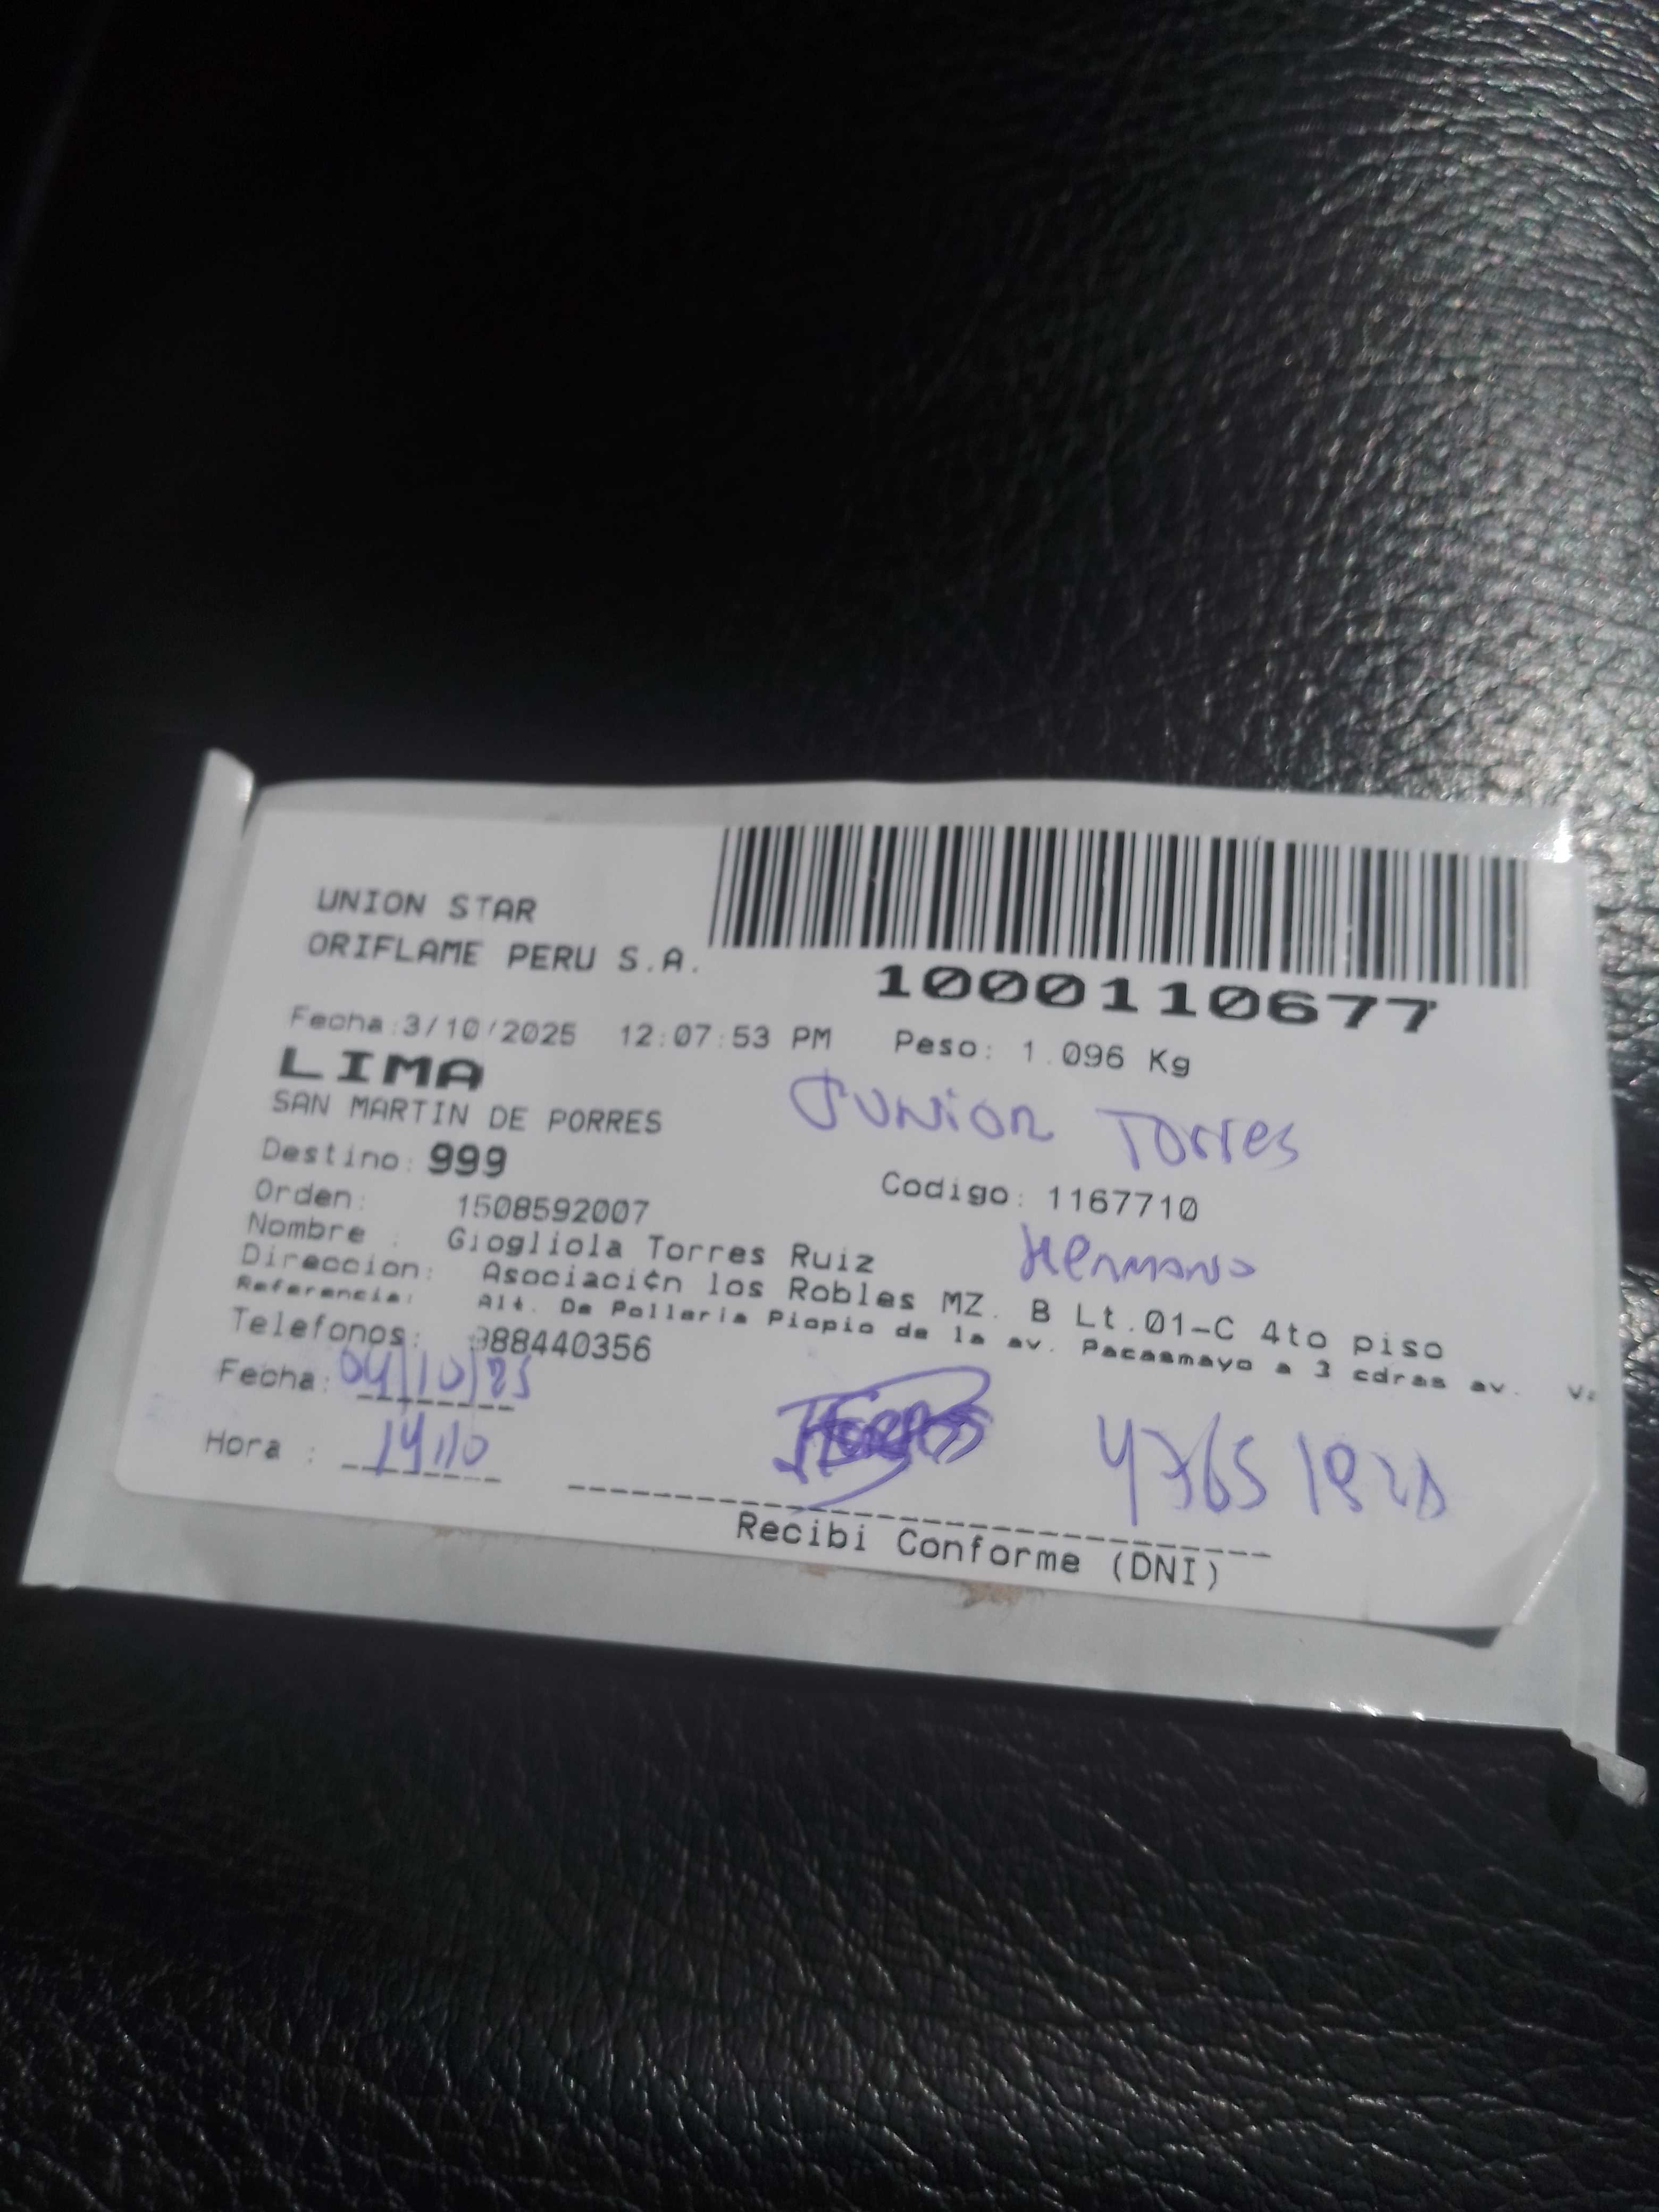 UNION STAR
ORIFLAME PERU S.A.
1000110677
Fecha:3/10/2025 12:07:53 PM Peso: 1.096 Kg
LIMA
SAN MARTIN DE PORRES
Junior Torres
Destino: 999
Codigo: 1167710
Orden: 1508592007
Nombre : Giogliola Torres Ruiz
Hermano
Direccion: Asociaci¢n los Robles MZ. B Lt.01-C 4to piso
Referencia: Alt. De Polleria Piopio de la av. Pacasmayo a 3 cdras av.
Telefonos: 988440356
Fecha: 04/10/25
Hora : 14:10
Recibi Conforme (DNI)